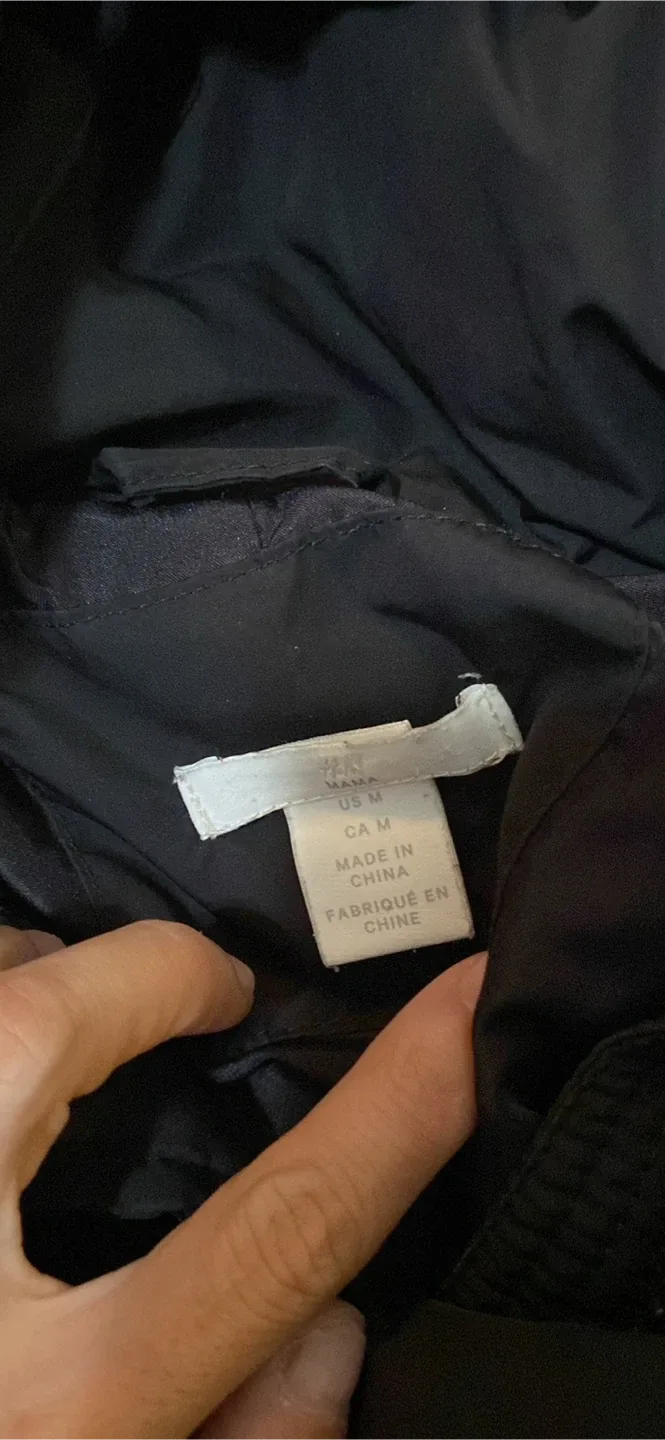 H&M
MAMA
US M
CA M
MADE IN
CHINA
FABRIQUÉ EN
CHINE